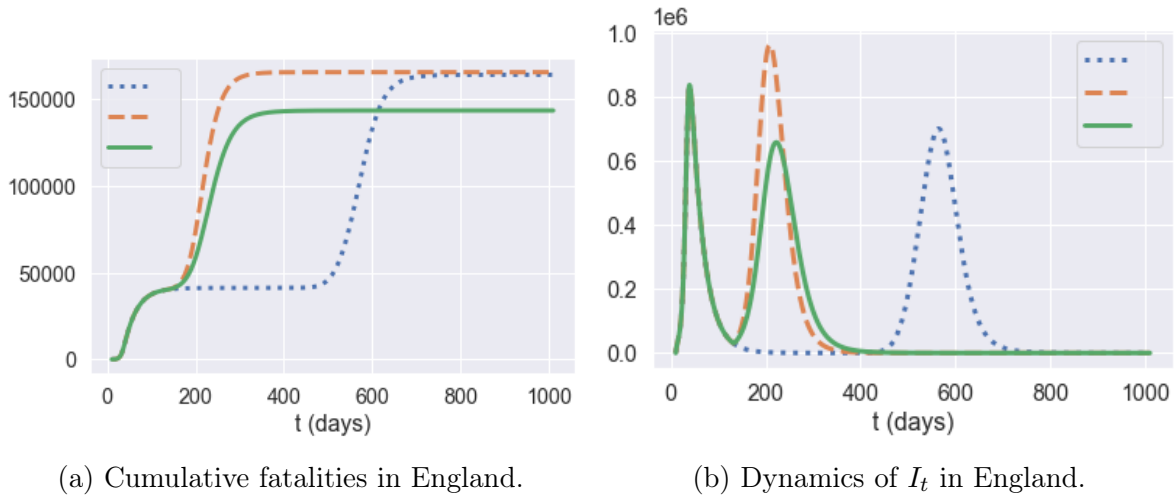 150000
100000
50000
0
0 200 400 600 800 1000
t (days)
(a) Cumulative fatalities in England.
1e6
1.0
0.8
0.6
0.4
0.2
0.0
0 200 400 600 800 1000
t (days)
(b) Dynamics of I_t in England.